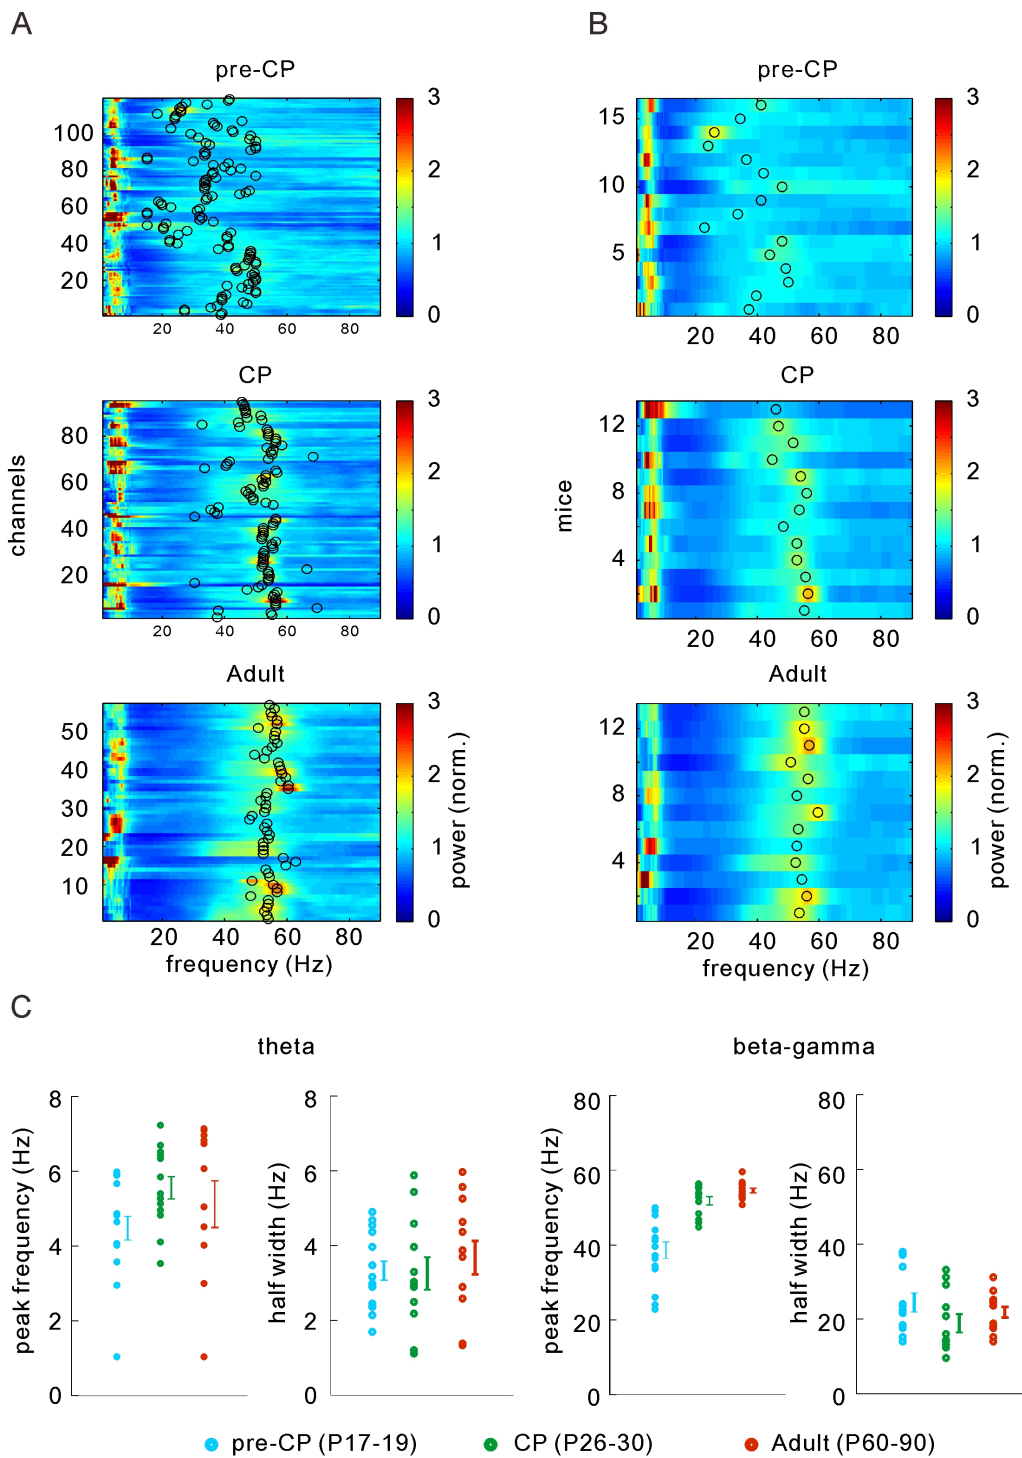 A
B
pre-CP
pre-CP
100
80
60
40
20
3
2
1
0
20 40 60 80
15
10
5
3
2
1
0
20 40 60 80
CP
CP
channels
80
60
40
20
3
2
1
0
20 40 60 80
mice
12
8
4
3
2
1
0
20 40 60 80
Adult
Adult
50
40
30
20
10
3
2
1
0
power (norm.)
20 40 60 80
frequency (Hz)
12
8
4
3
2
1
0
power (norm.)
20 40 60 80
frequency (Hz)
C
theta
beta-gamma
peak frequency (Hz)
8
6
4
2
0
half width (Hz)
8
6
4
2
0
peak frequency (Hz)
80
60
40
20
0
half width (Hz)
80
60
40
20
0
pre-CP (P17-19)
CP (P26-30)
Adult (P60-90)